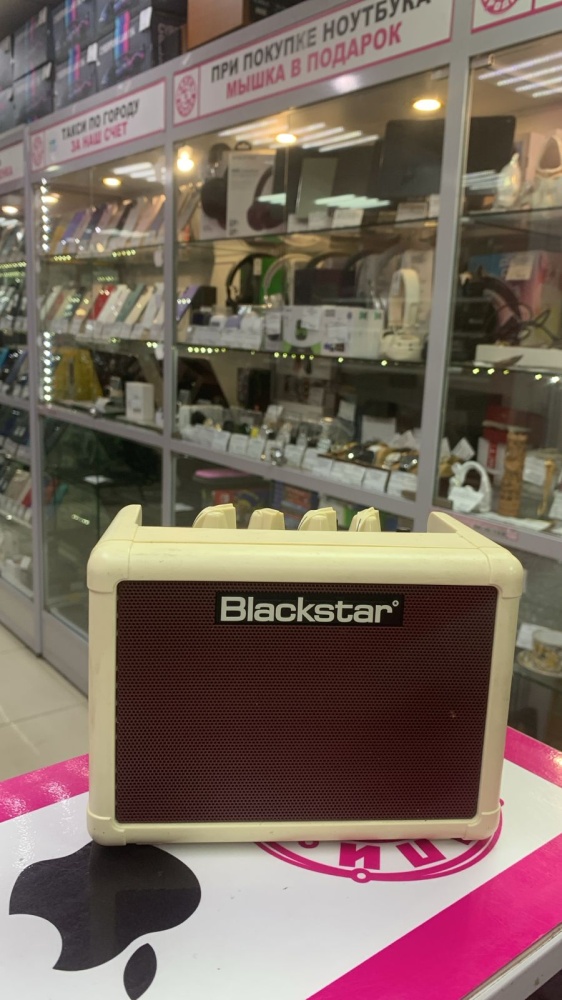 ПРИ ПОКУПКЕ НОУТБУКА
МЫШКА В ПОДАРОК
ТАКСИ ПО ГОРОДУ
ЗА НАШ СЧЕТ
Blackstar